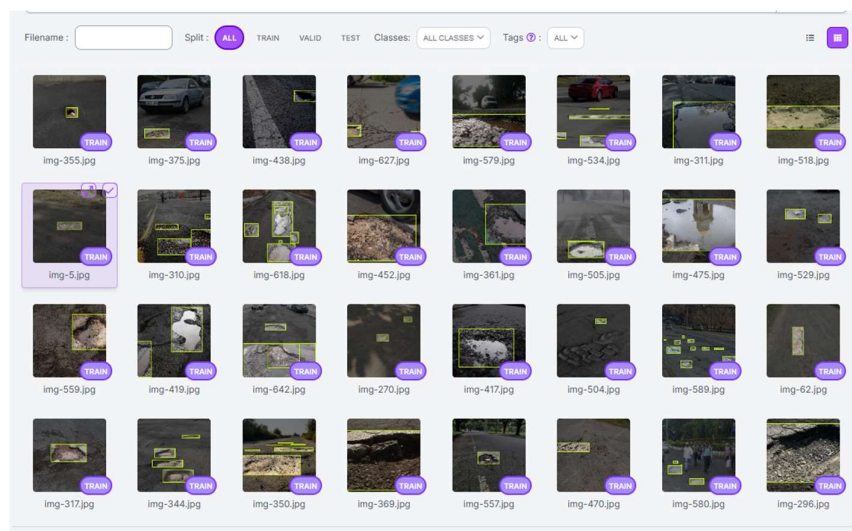 Filename : Split : ALL TRAIN VALID TEST Classes: ALL CLASSES Tags ? : ALL
TRAIN TRAIN TRAIN TRAIN TRAIN TRAIN TRAIN TRAIN
img-355.jpg img-375.jpg img-438.jpg img-627.jpg img-579.jpg img-534.jpg img-311.jpg img-518.jpg
TRAIN TRAIN TRAIN TRAIN TRAIN TRAIN TRAIN TRAIN
img-5.jpg img-310.jpg img-618.jpg img-452.jpg img-361.jpg img-505.jpg img-475.jpg img-529.jpg
TRAIN TRAIN TRAIN TRAIN TRAIN TRAIN TRAIN TRAIN
img-559.jpg img-419.jpg img-642.jpg img-270.jpg img-417.jpg img-504.jpg img-589.jpg img-62.jpg
TRAIN TRAIN TRAIN TRAIN TRAIN TRAIN TRAIN TRAIN
img-317.jpg img-344.jpg img-350.jpg img-369.jpg img-557.jpg img-470.jpg img-580.jpg img-296.jpg